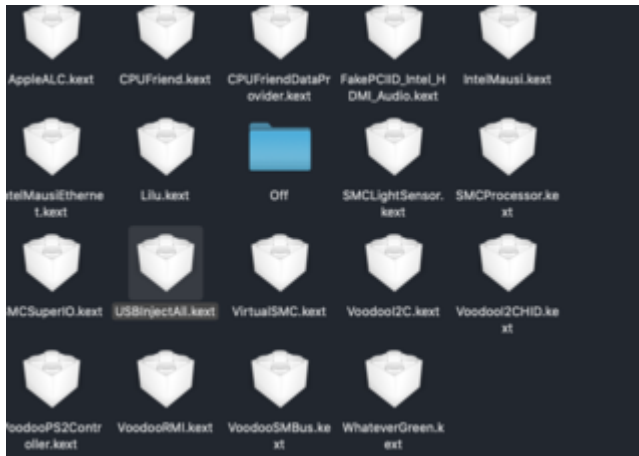 AppleALC.kext
CPUFriend.kext
CPUFriendDataPr
ovider.kext
FakePCIID_Intel_H
DMI_Audio.kext
IntelMausi.kext
ntelMausiEtherne
t.kext
Lilu.kext
Off
SMCLightSensor.
kext
SMCProcessor.ke
xt
SMCSuperIO.kext
USBInjectAll.kext
VirtualSMC.kext
VoodooI2C.kext
VoodooI2CHID.ke
xt
VoodooPS2Contr
oller.kext
VoodooRMI.kext
VoodooSMBus.ke
xt
WhateverGreen.k
ext